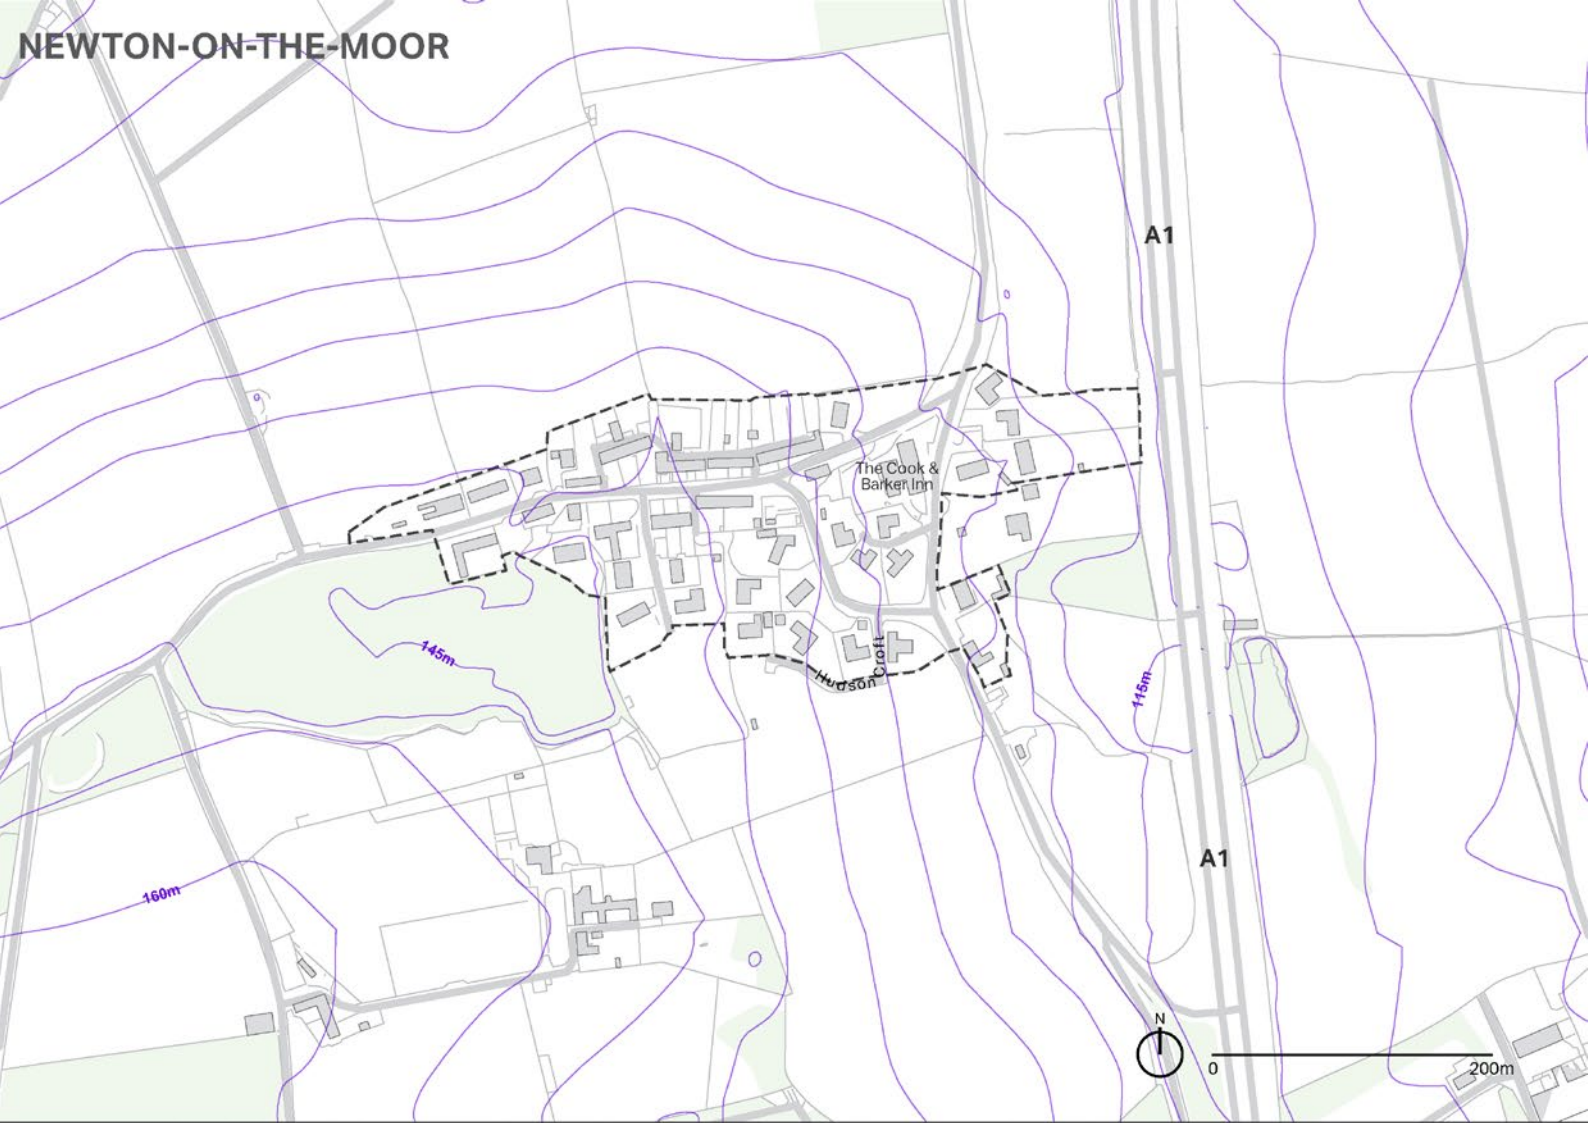 NEWTON-ON-THE-MOOR
A1
The Cook &
Barker Inn
145m
Hudson Croft
115m
A1
160m
N
0
200m